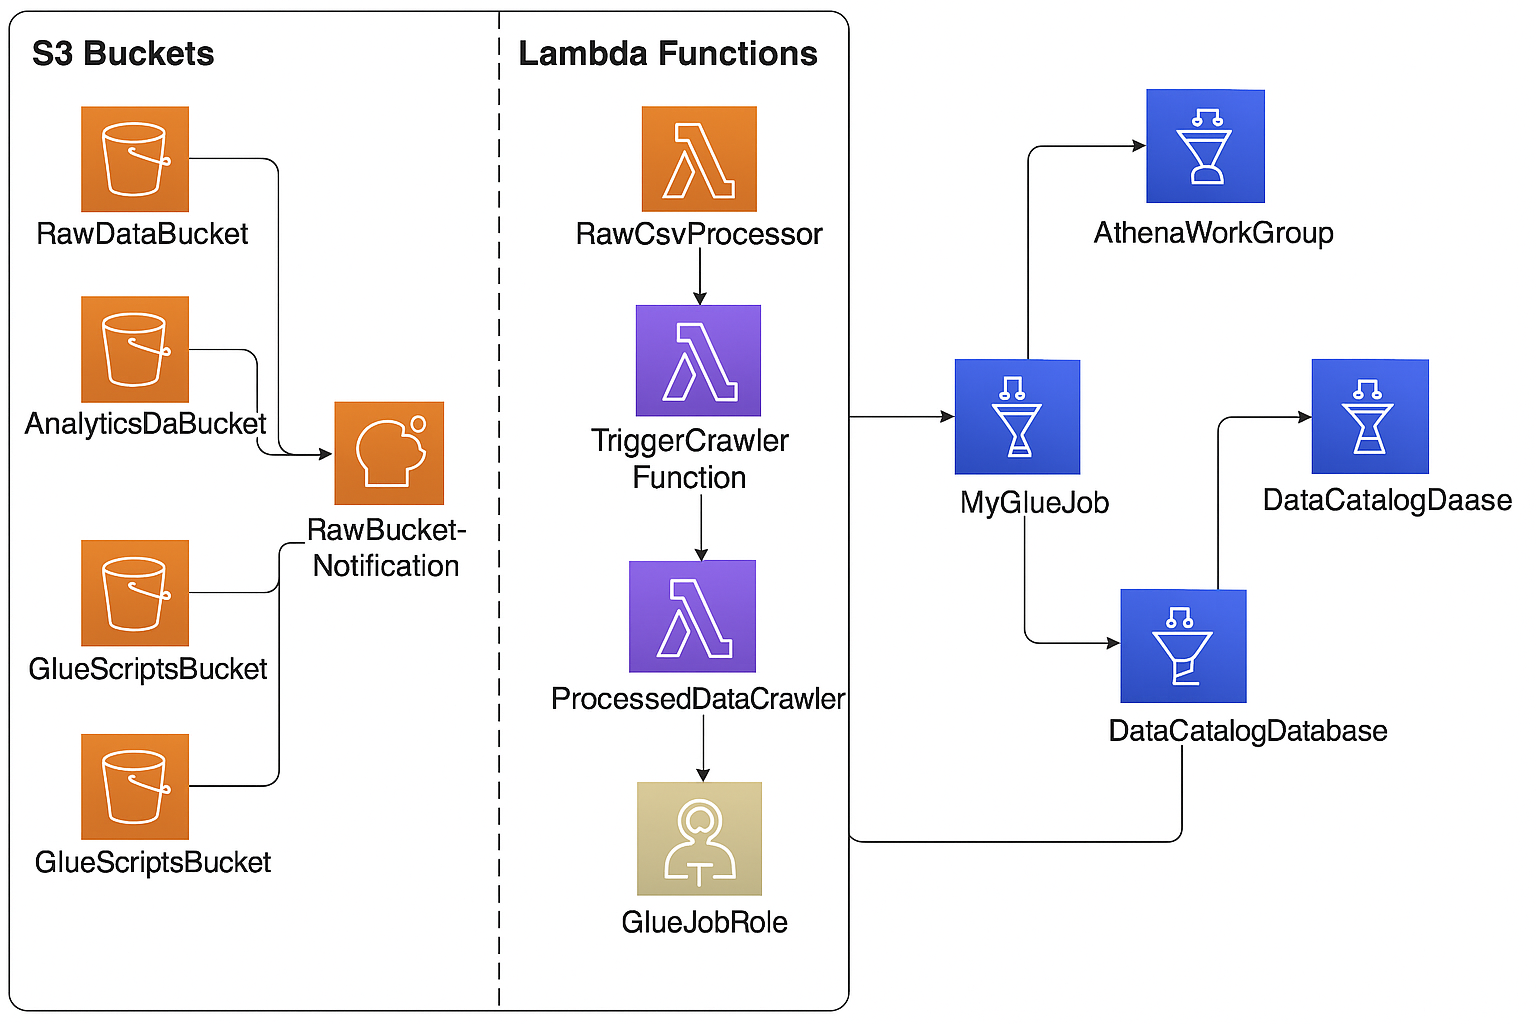 S3 Buckets
RawDataBucket
AnalyticsDaBucket
RawBucket-
Notification
GlueScriptsBucket
GlueScriptsBucket
Lambda Functions
RawCsvProcessor
TriggerCrawler
Function
ProcessedDataCrawler
GlueJobRole
AthenaWorkGroup
MyGlueJob
DataCatalogDaase
DataCatalogDatabase